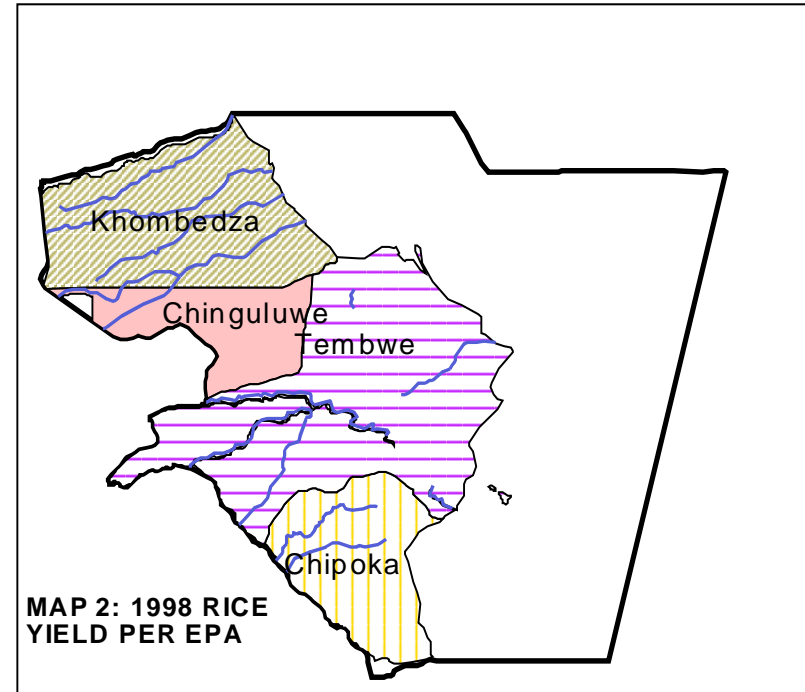 Khombedza
Chinguluwe
Tembwe
Chipoka
MAP 2: 1998 RICE
YIELD PER EPA